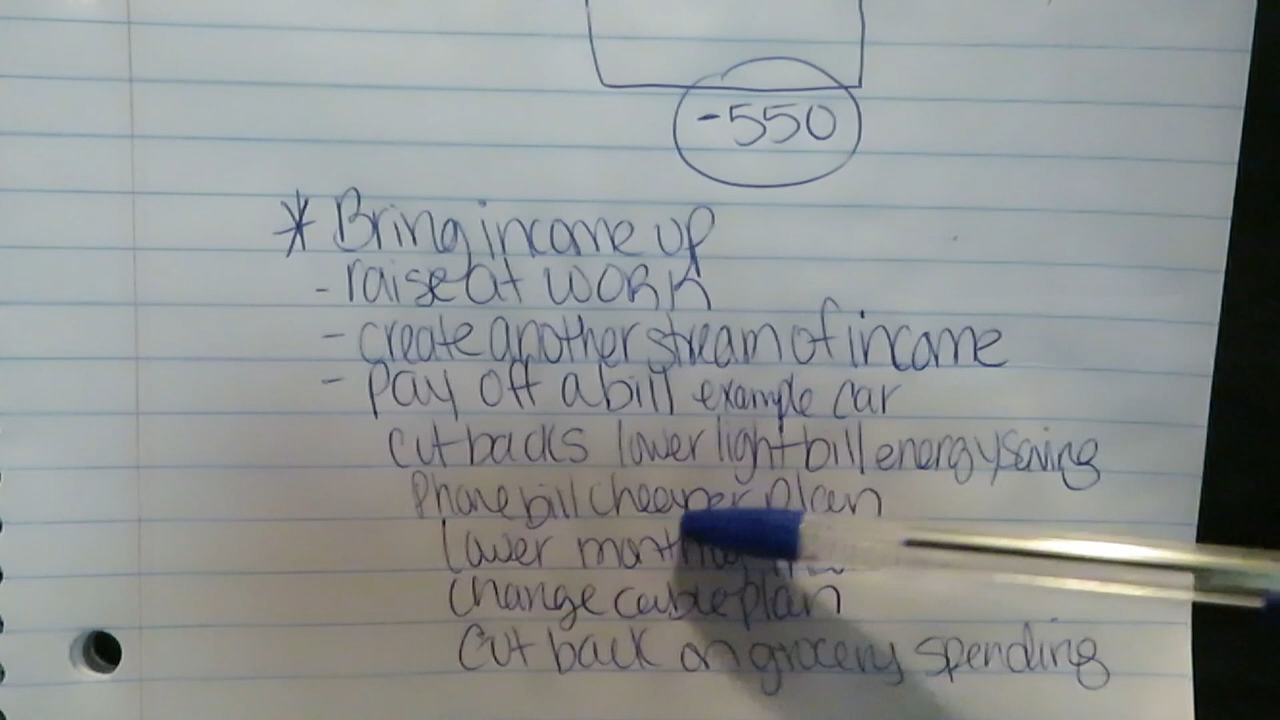 -550
* Bring income up
- raise at work
- create another stream of income
- pay off a bill example car
cut backs lower light bill energy saving
Phone bill cheaper plan
lower
change cable plan
Cut back on grocery spending